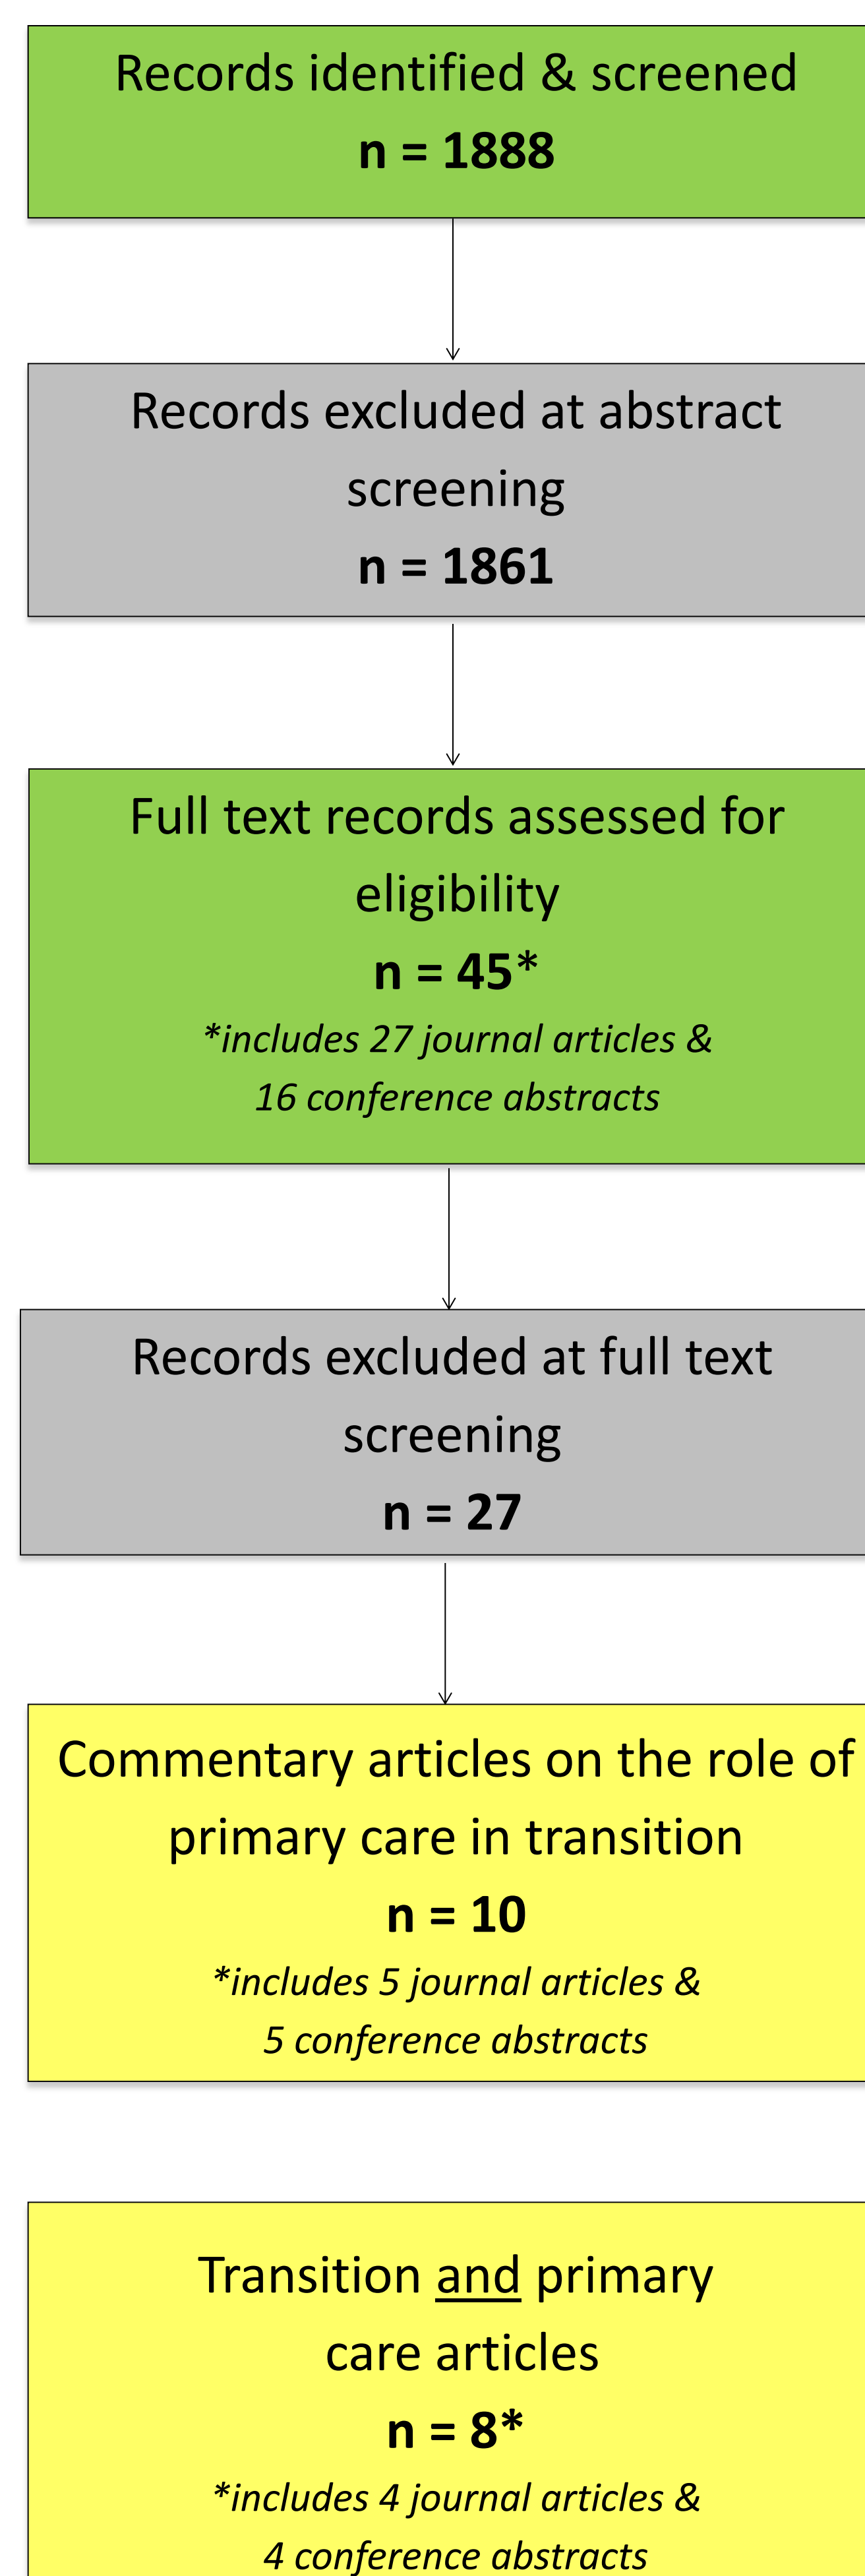 Records identified & screened
n = 1888
Records excluded at abstract
screening
n = 1861
Full text records assessed for
eligibility
n = 45*
*includes 27 journal articles &
16 conference abstracts
Records excluded at full text
screening
n = 27
Commentary articles on the role of
primary care in transition
n = 10
*includes 5 journal articles &
5 conference abstracts
Transition and primary
care articles
n = 8*
*includes 4 journal articles &
4 conference abstracts